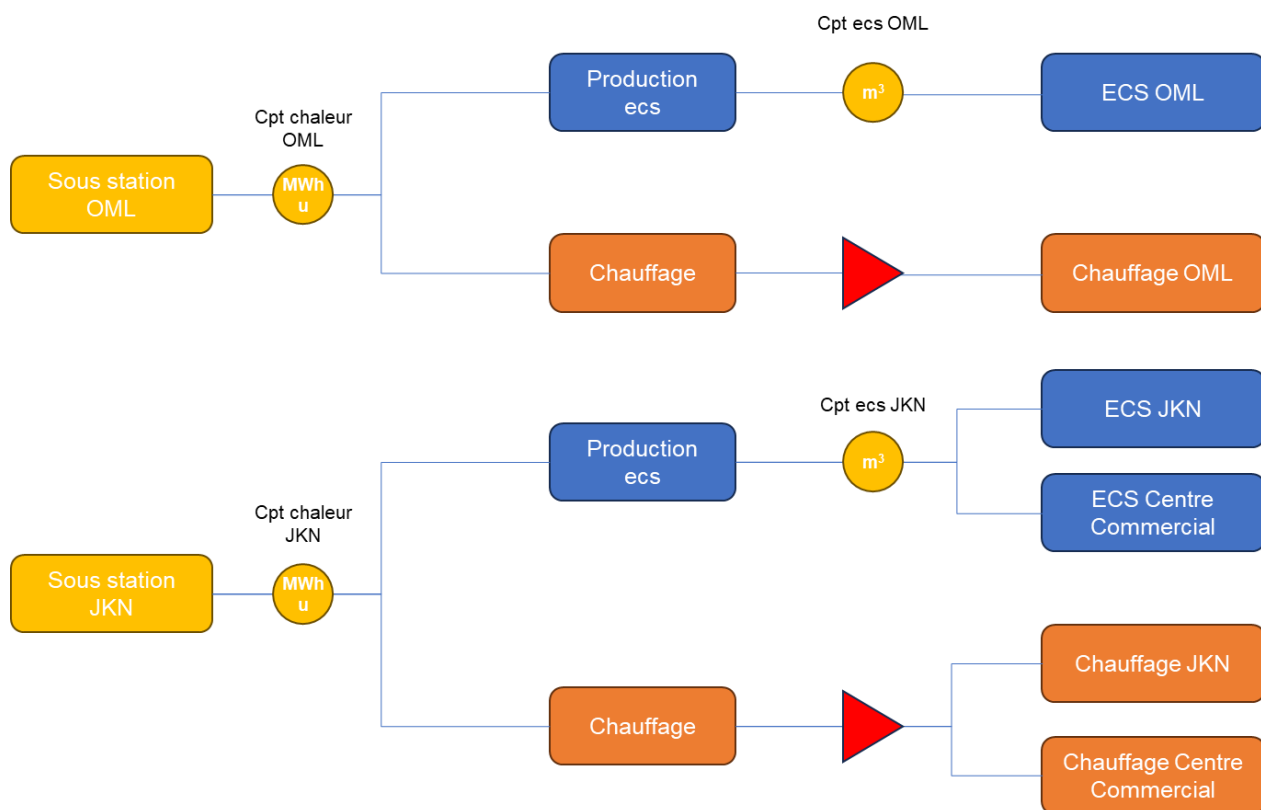 Cpt ecs OML
Production
ecs
m³
ECS OML
Cpt chaleur
OML
Sous station
OML
MWh
u
Chauffage
Chauffage OML
Cpt ecs JKN
ECS JKN
Production
ecs
m³
ECS Centre
Commercial
Cpt chaleur
JKN
Sous station
JKN
MWh
u
Chauffage JKN
Chauffage
Chauffage Centre
Commercial